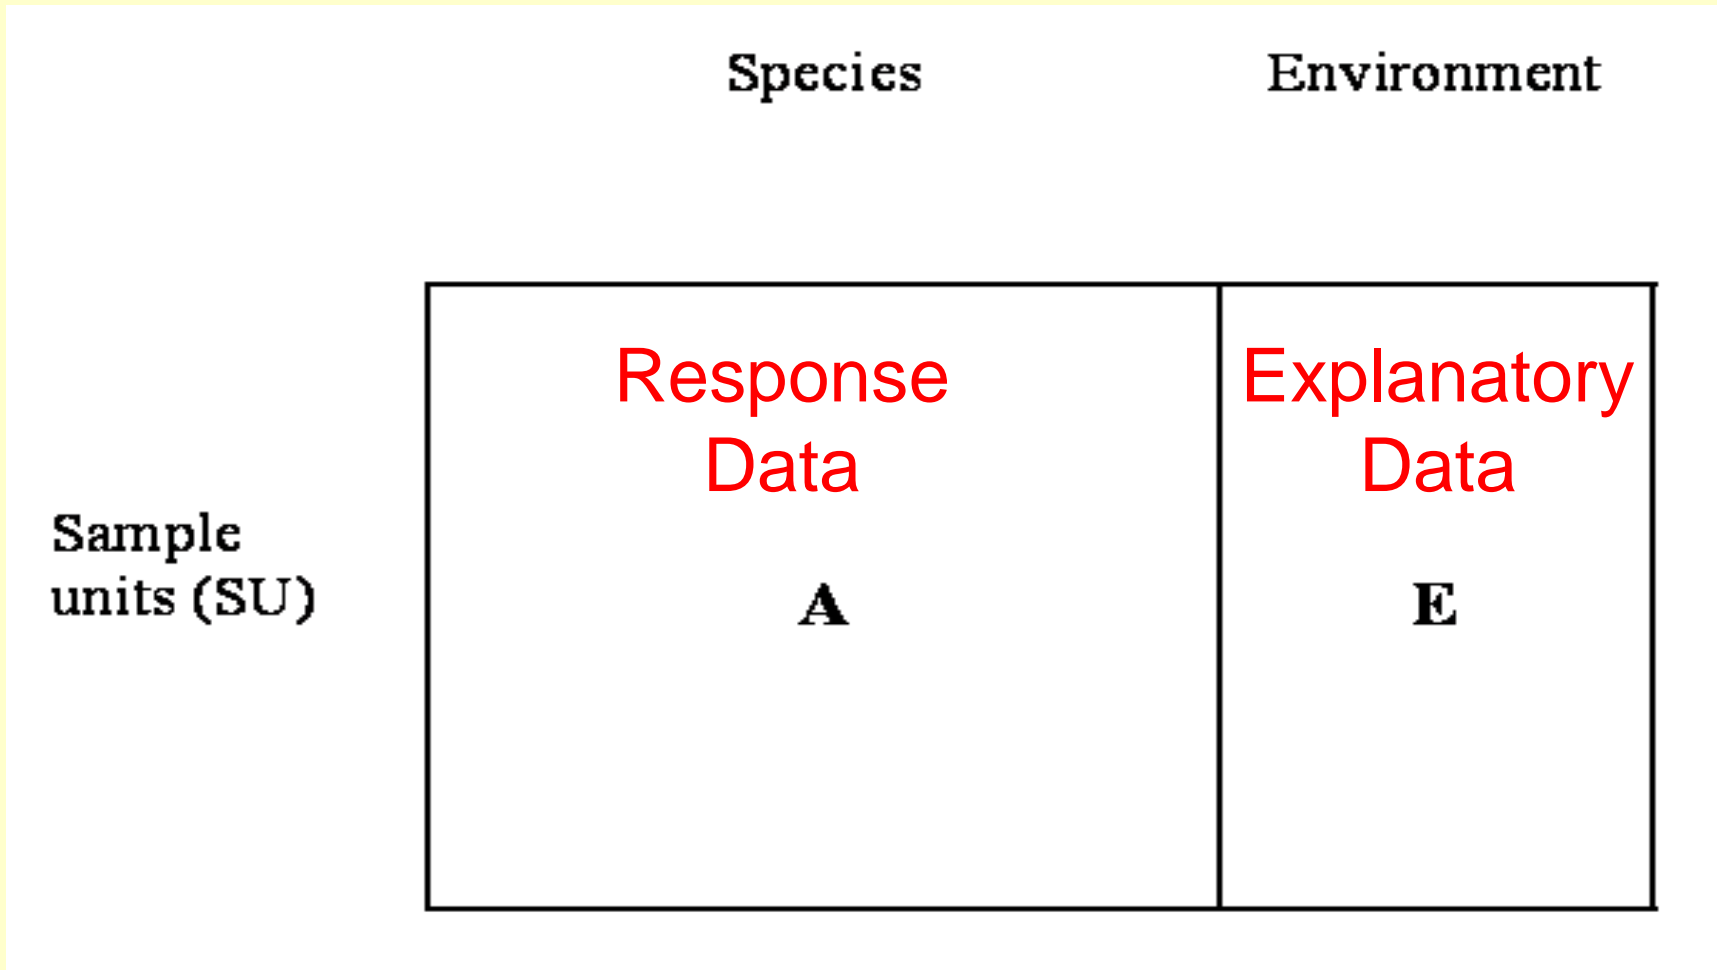 Species
Environment
Response
Data
Explanatory
Data
Sample
units (SU)
A
E